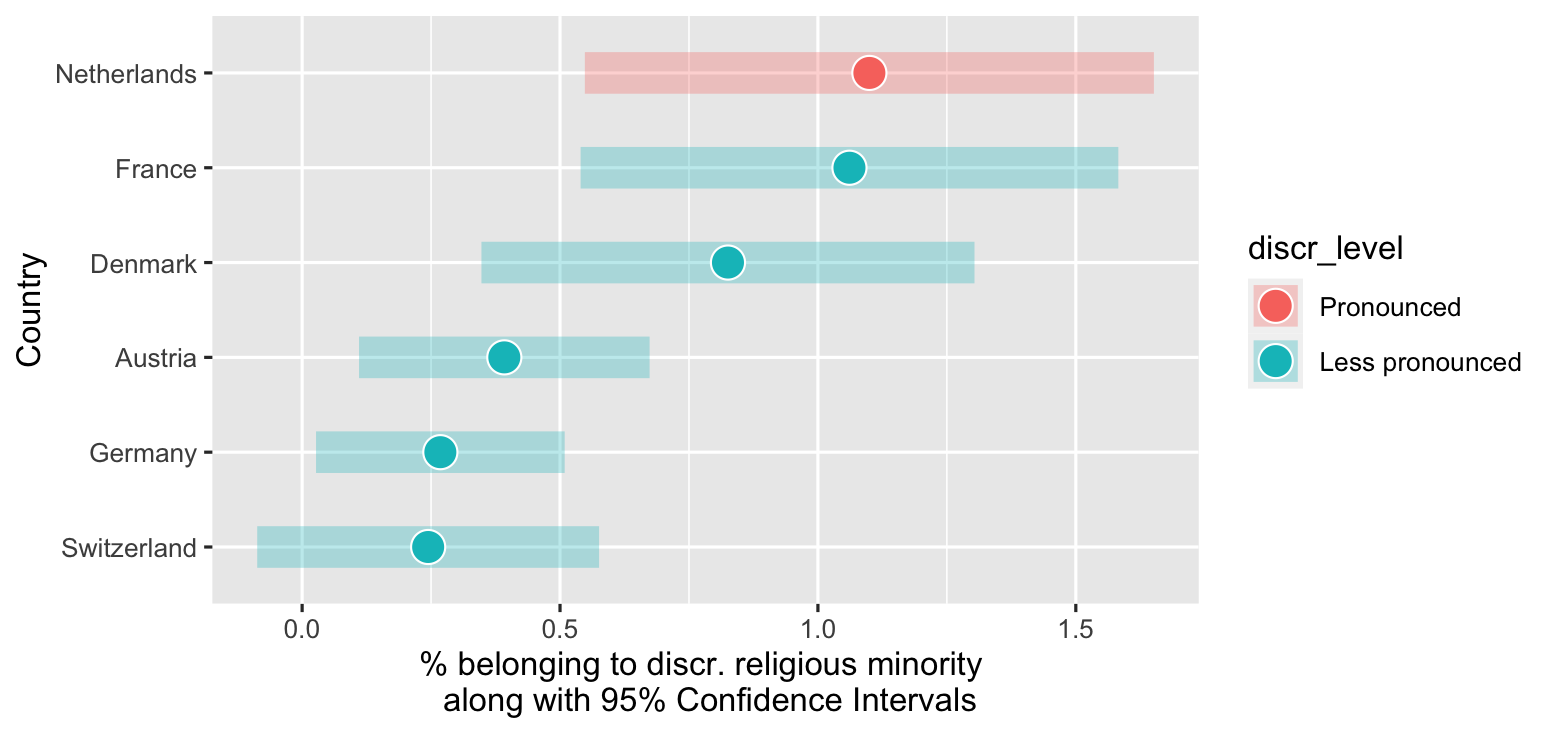 Netherlands
France
Denmark
Austria
Germany
Switzerland
Country
0.0 0.5 1.0 1.5
% belonging to discr. religious minority
along with 95% Confidence Intervals
discr_level
Pronounced
Less pronounced